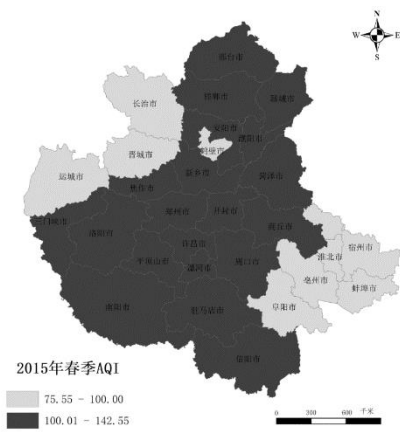 N
W E
S
邢台市
长治市
邯郸市
聊城市
安阳市
濮阳市
晋城市
鹤壁市
运城市
新乡市
菏泽市
焦作市
三门峡市
洛阳市
郑州市
开封市
商丘市
许昌市
宿州市
淮北市
平顶山市
漯河市
周口市
亳州市
蚌埠市
阜阳市
南阳市
驻马店市
信阳市
2015年春季AQI
75.55 - 100.00
100.01 - 142.55
0 300 600 千米